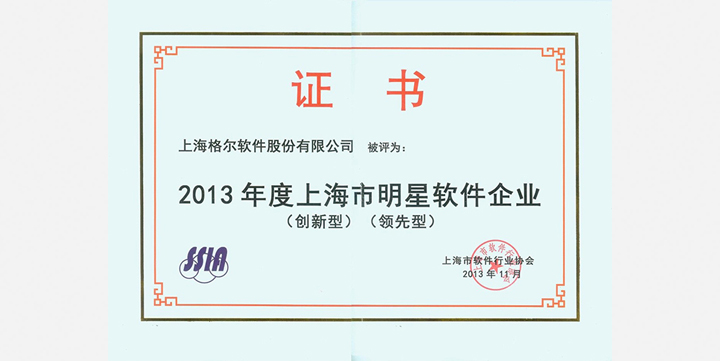 证 书
上海格尔软件股份有限公司 被评为：
2013 年度上海市明星软件企业
（创新型）（领先型）
SSIA
上海市软件行业协会
2013 年 11 月